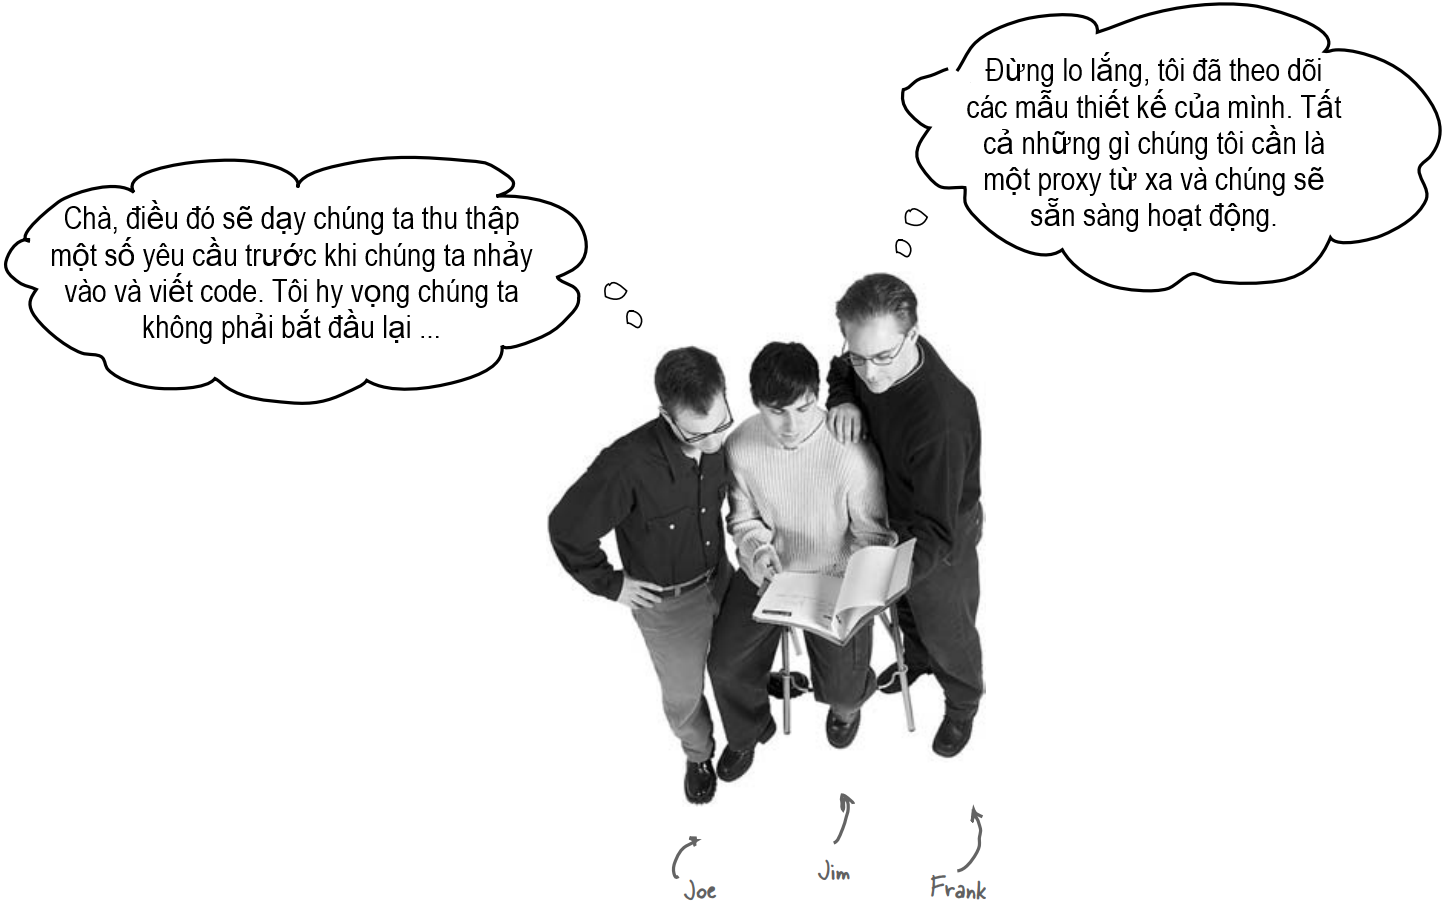 Chà, điều đó sẽ dạy chúng ta thu thập
một số yêu cầu trước khi chúng ta nhảy
vào và viết code. Tôi hy vọng chúng ta
không phải bắt đầu lại ...
Đừng lo lắng, tôi đã theo dõi
các mẫu thiết kế của mình. Tất
cả những gì chúng tôi cần là
một proxy từ xa và chúng sẽ
sẵn sàng hoạt động.
Joe
Jim
Frank